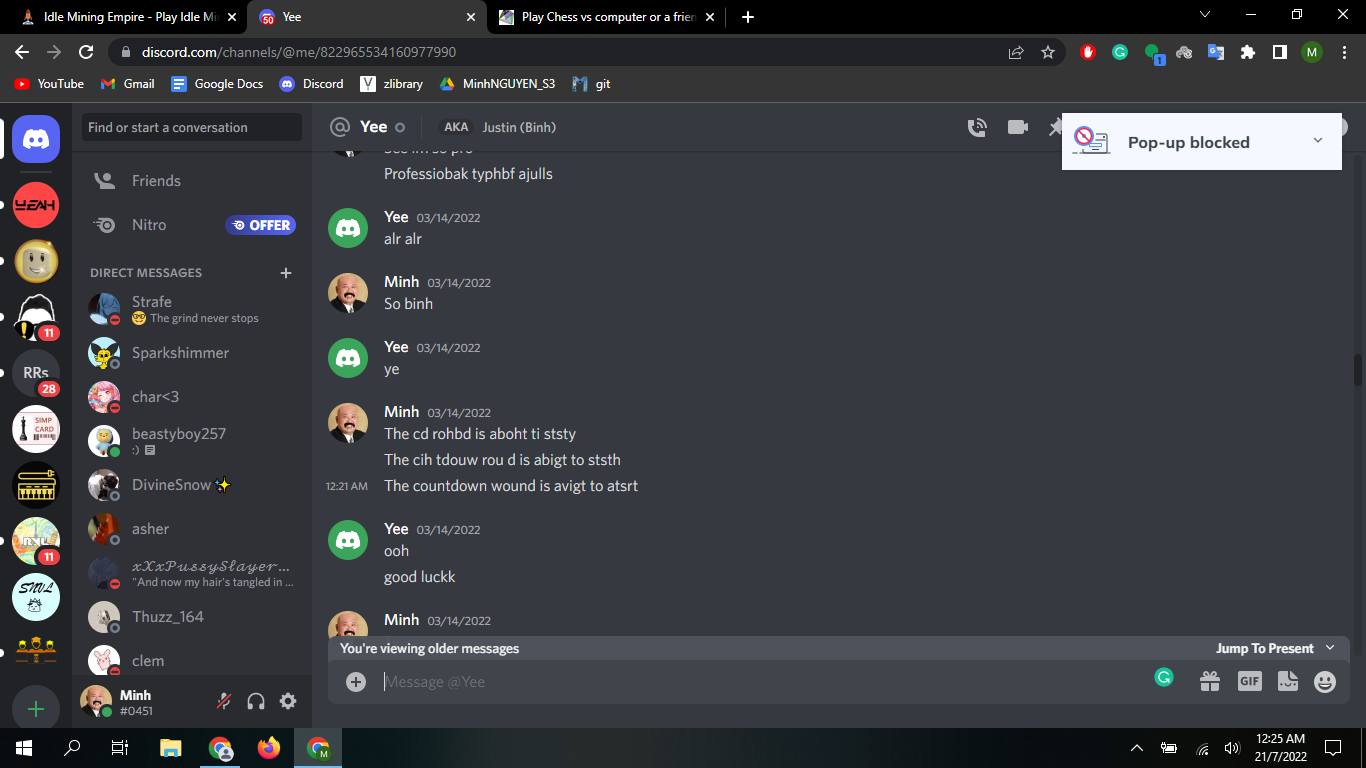 Idle Mining Empire - Play Idle Mi
50
Yee
Play Chess vs computer or a frien
discord.com/channels/@me/822965534160977990
1
M
YouTube
Gmail
Google Docs
Discord
zlibrary
MinhNGUYEN_S3
git
Find or start a conversation
Yee
AKA
Justin (Binh)
Pop-up blocked
Friends
Nitro
OFFER
DIRECT MESSAGES
Strafe
The grind never stops
Sparkshimmer
char<3
beastyboy257
:)
DivineSnow
asher
xXxPussySlayer...
"And now my hair's tangled in ...
Thuzz_164
clem
Minh
#0451
YEAH
11
RRs
28
SIMP
CARD
11
SNVL
Professiobak typhbf ajulls
Yee 03/14/2022
alr alr
Minh 03/14/2022
So binh
Yee 03/14/2022
ye
Minh 03/14/2022
The cd rohbd is aboht ti ststy
The cih tdouw rou d is abigt to ststh
12:21 AM The countdown wound is avigt to atsrt
Yee 03/14/2022
ooh
good luckk
Minh 03/14/2022
You're viewing older messages
Jump To Present
Message @Yee
GIF
M
12:25 AM
21/7/2022